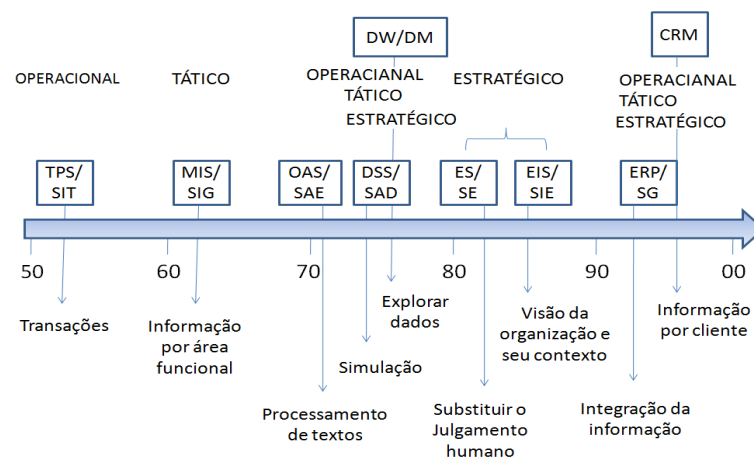 DW/DM
CRM
OPERACIONAL
TÁTICO
OPERACIANAL
TÁTICO
ESTRATÉGICO
ESTRATÉGICO
OPERACIANAL
TÁTICO
ESTRATÉGICO
TPS/
SIT
MIS/
SIG
OAS/
SAE
DSS/
SAD
ES/
SE
EIS/
SIE
ERP/
SG
50
60
70
80
90
00
Transações
Informação
por área
funcional
Processamento
de textos
Simulação
Explorar
dados
Substituir o
Julgamento
humano
Visão da
organização e
seu contexto
Integração da
informação
Informação
por cliente